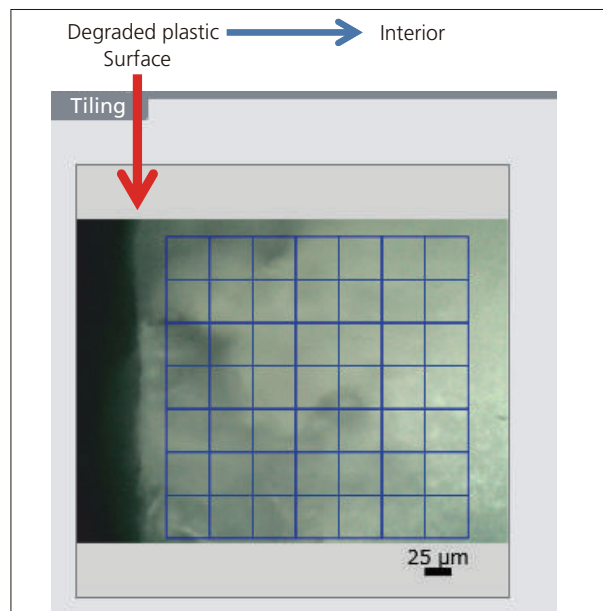 Degraded plastic
Interior
Surface
Tiling
25 µm